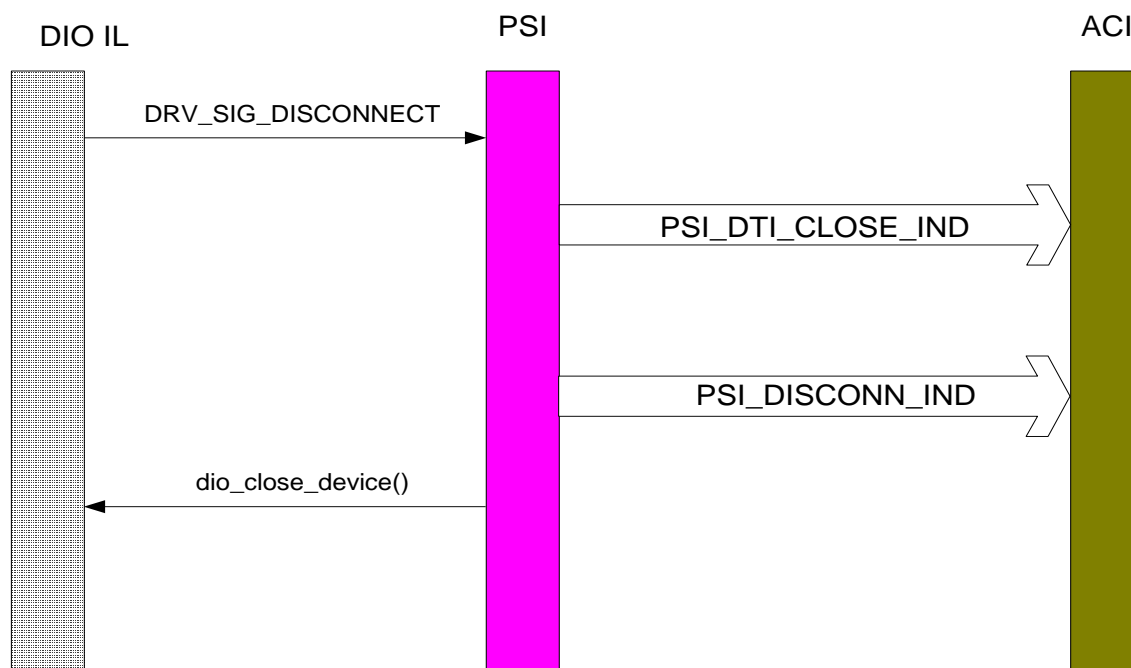 DIO IL
PSI
ACI
DRV_SIG_DISCONNECT
PSI_DTI_CLOSE_IND
PSI_DISCONN_IND
dio_close_device()